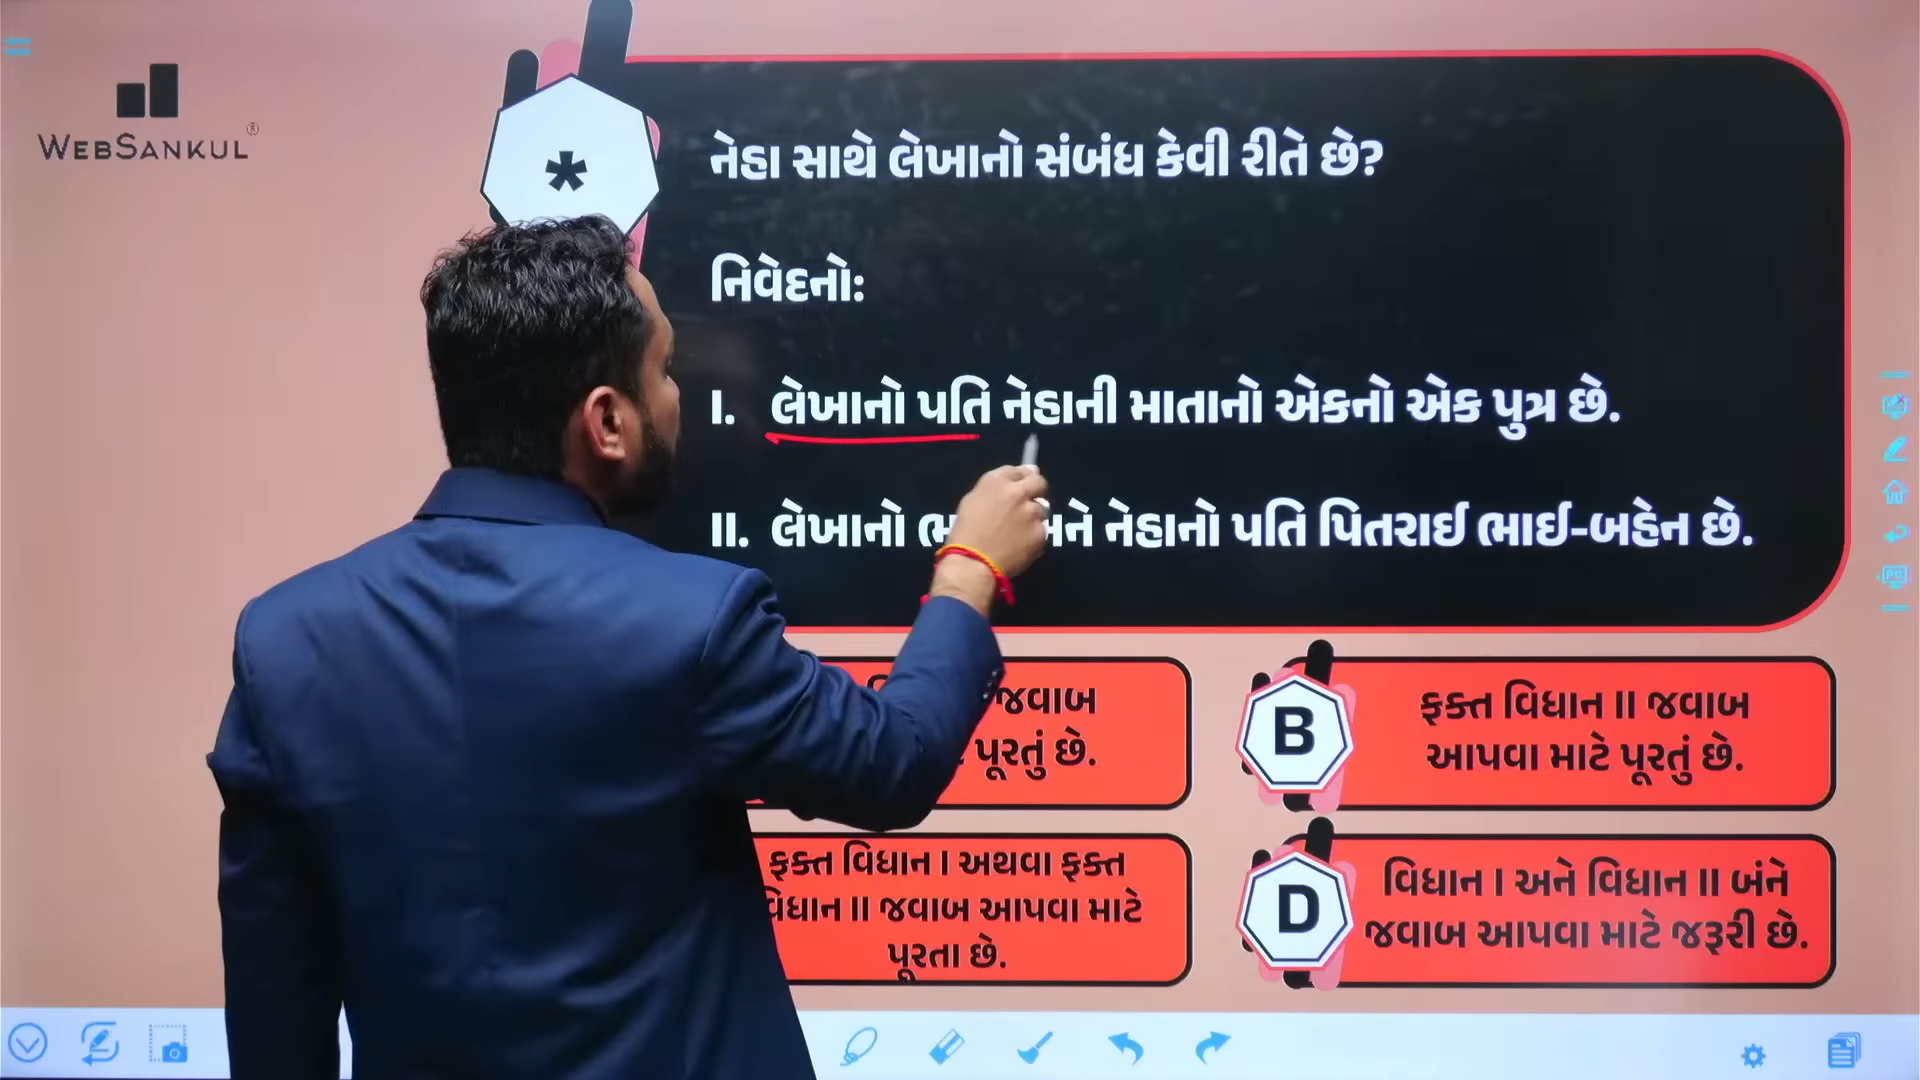 WEBSANKUL®
*
નેહા સાથે લેખાનો સંબંધ કેવી રીતે છે?
નિવેદનો:
I. લેખાનો પતિ નેહાની માતાનો એકનો એક પુત્ર છે.
II. લેખાનો નેહાનો પતિ પિતરાઈ ભાઈ-બહેન છે.
જવાબ
પૂરતું છે.
B
ફક્ત વિધાન II જવાબ
આપવા માટે પૂરતું છે.
ફક્ત વિધાન I અથવા ફક્ત
વિધાન II જવાબ આપવા માટે
પૂરતા છે.
D
વિધાન I અને વિધાન II બંને
જવાબ આપવા માટે જરૂરી છે.